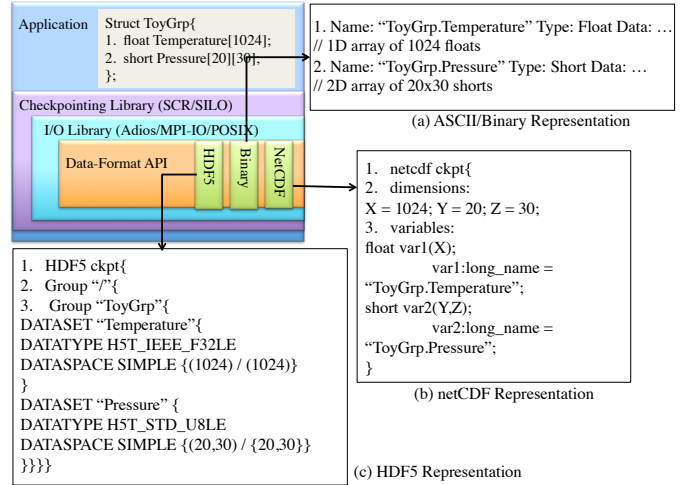 Application
Struct ToyGrp{
1. float Temperature[1024];
2. short Pressure[20][30];
};
Checkpointing Library (SCR/SILO)
I/O Library (Adios/MPI-IO/POSIX)
Data-Format API
HDF5
Binary
NetCDF
1. Name: “ToyGrp.Temperature” Type: Float Data: …
// 1D array of 1024 floats
2. Name: “ToyGrp.Pressure” Type: Short Data: …
// 2D array of 20x30 shorts
(a) ASCII/Binary Representation
1. netcdf ckpt{
2. dimensions:
X = 1024; Y = 20; Z = 30;
3. variables:
float var1(X);
var1:long_name =
“ToyGrp.Temperature”;
short var2(Y,Z);
var2:long_name =
“ToyGrp.Pressure”;
}
(b) netCDF Representation
1. HDF5 ckpt{
2. Group “/”{
3. Group “ToyGrp”{
DATASET “Temperature”{
DATATYPE H5T_IEEE_F32LE
DATASPACE SIMPLE {(1024) / (1024)}
}
DATASET “Pressure” {
DATATYPE H5T_STD_U8LE
DATASPACE SIMPLE {(20,30) / {20,30}}
}}}}
(c) HDF5 Representation